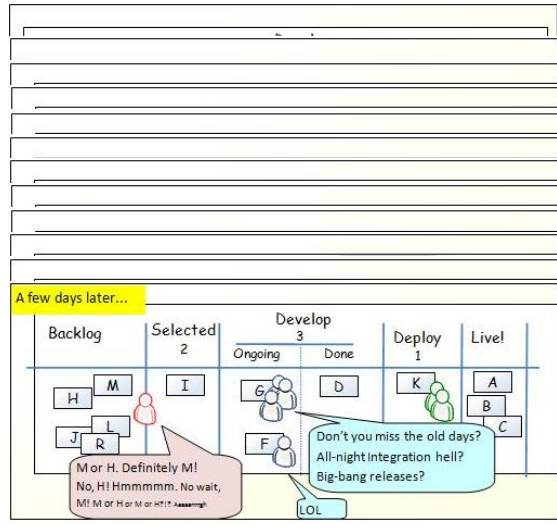 A few days later...
Backlog
Selected
2
Develop
3
Ongoing
Done
Deploy
1
Live!
H
M
J
L
R
I
G
F
D
K
A
B
C
M or H. Definitely M!
No, H! Hmmmmm. No wait,
M! M or H or M or H?!? Aaaaarrrgh
Don't you miss the old days?
All-night Integration hell?
Big-bang releases?
LOL